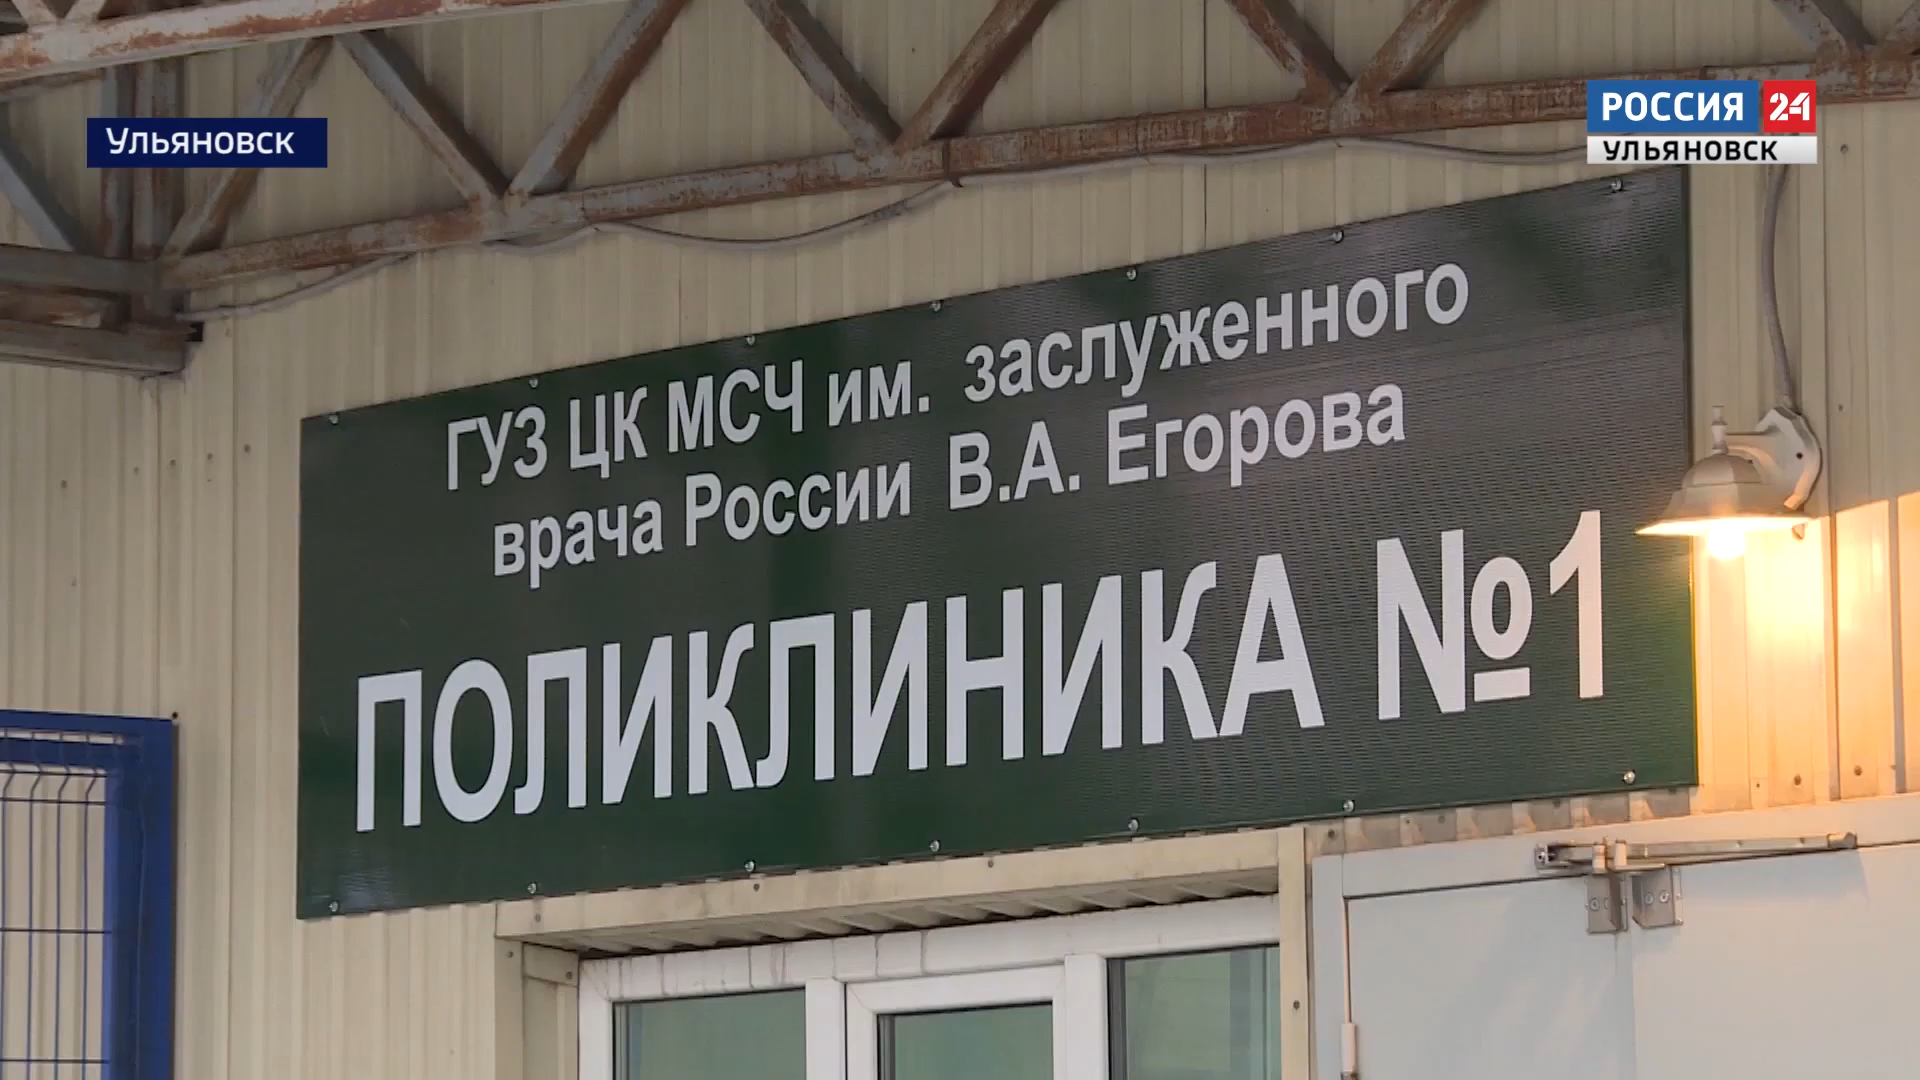 Ульяновск
РОССИЯ 24
УЛЬЯНОВСК
ГУЗ ЦК МСЧ им. заслуженного
врача России В.А. Егорова
ПОЛИКЛИНИКА №1